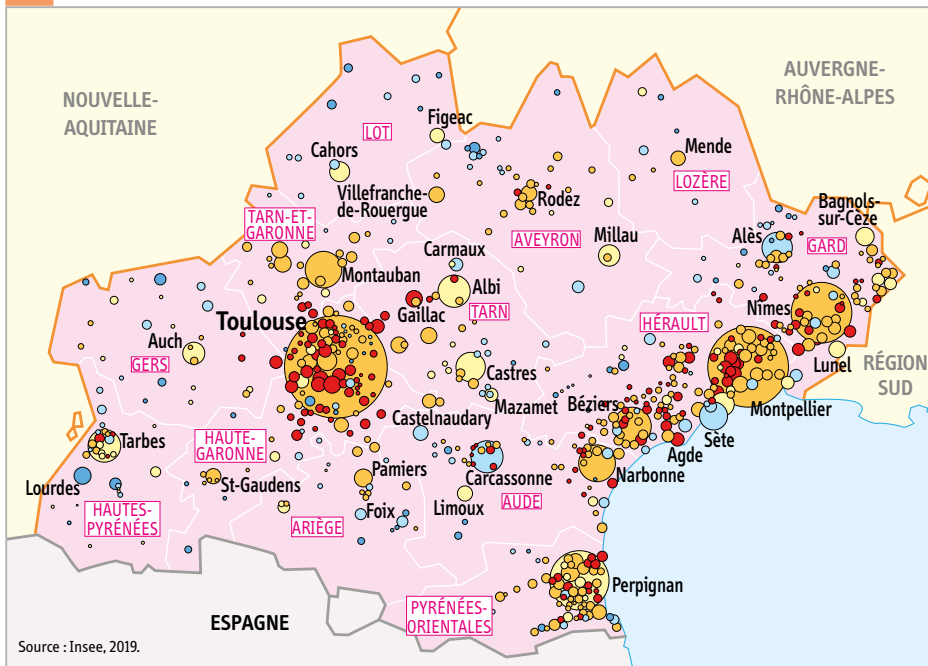 NOUVELLE-
AQUITAINE
AUVERGNE-
RHÔNE-ALPES
LOT
Figeac
Cahors
Mende
LOZÈRE
Villefranche-
de-Rouergue
Rodez
Bagnols-
sur-Cèze
TARN-ET-
GARONNE
AVEYRON
Millau
Alès
GARD
Carmaux
Montauban
Albi
TARN
Gaillac
Nîmes
Toulouse
HÉRAULT
Auch
GERS
Lunel
RÉGION
SUD
Castres
Mazamet
Béziers
Montpellier
Castelnaudary
Sète
Agde
Tarbes
HAUTE-
GARONNE
Lourdes
St-Gaudens
Pamiers
Carcassonne
Narbonne
HAUTES-
PYRÉNÉES
ARIÈGE
Foix
Limoux
AUDE
Perpignan
PYRÉNÉES-
ORIENTALES
ESPAGNE
Source : Insee, 2019.